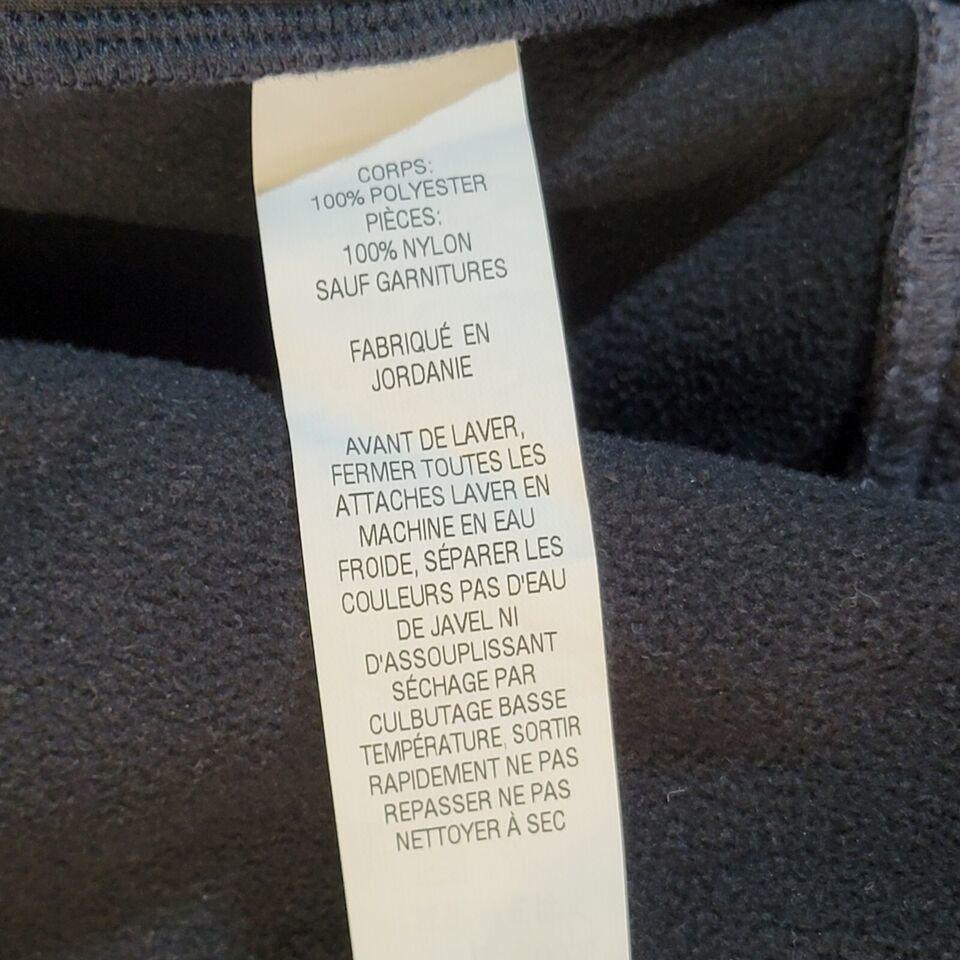 CORPS:
100% POLYESTER
PIÈCES:
100% NYLON
SAUF GARNITURES
FABRIQUÉ EN
JORDANIE
AVANT DE LAVER,
FERMER TOUTES LES
ATTACHES LAVER EN
MACHINE EN EAU
FROIDE, SÉPARER LES
COULEURS PAS D'EAU
DE JAVEL NI
D'ASSOUPLISSANT
SÉCHAGE PAR
CULBUTAGE BASSE
TEMPÉRATURE, SORTIR
RAPIDEMENT NE PAS
REPASSER NE PAS
NETTOYER À SEC